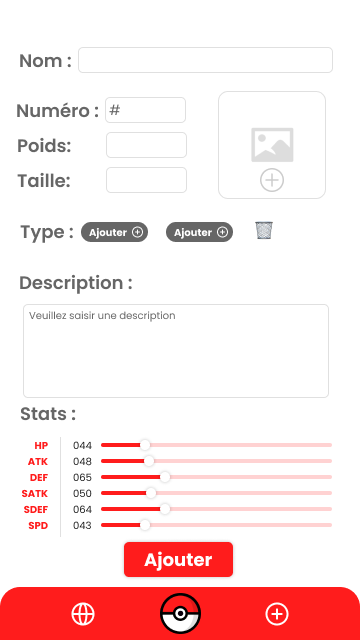 Nom :
Numéro : #
Poids:
Taille:
Type : Ajouter Ajouter
Description :
Veuillez saisir une description
Stats :
HP 044
ATK 048
DEF 065
SATK 050
SDEF 064
SPD 043
Ajouter